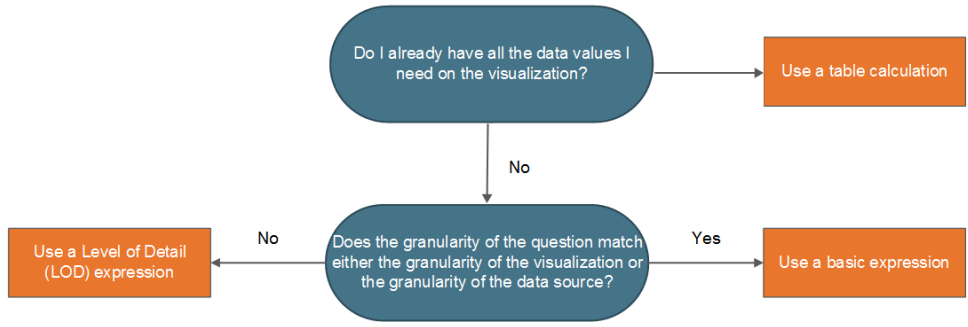 Do I already have all the data values I
need on the visualization?
Use a table calculation
No
Does the granularity of the question match
either the granularity of the visualization or
the granularity of the data source?
No
Use a Level of Detail
(LOD) expression
Yes
Use a basic expression